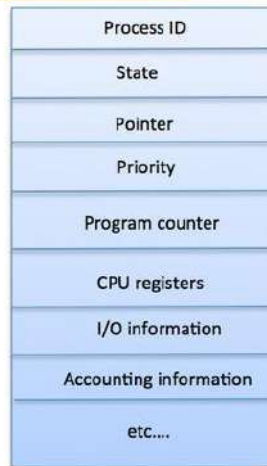 Process ID
State
Pointer
Priority
Program counter
CPU registers
I/O information
Accounting information
etc....